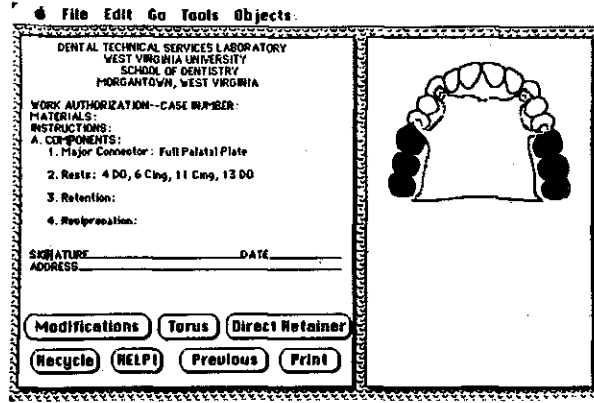 File Edit Go Tools Objects
DENTAL TECHNICAL SERVICES LABORATORY
WEST VIRGINIA UNIVERSITY
SCHOOL OF DENTISTRY
MORGANTOWN, WEST VIRGINIA
WORK AUTHORIZATION--CASE NUMBER:
MATERIALS:
INSTRUCTIONS:
A. COMPONENTS:
1. Major Connector: Full Palatal Plate
2. Rests: 4 DO, 6 Cing, 11 Cing, 13 DO
3. Retention:
4. Reciprocation:
SIGNATURE DATE
ADDRESS
Modifications Torus Direct Retainer
Recycle HELP! Previous Print